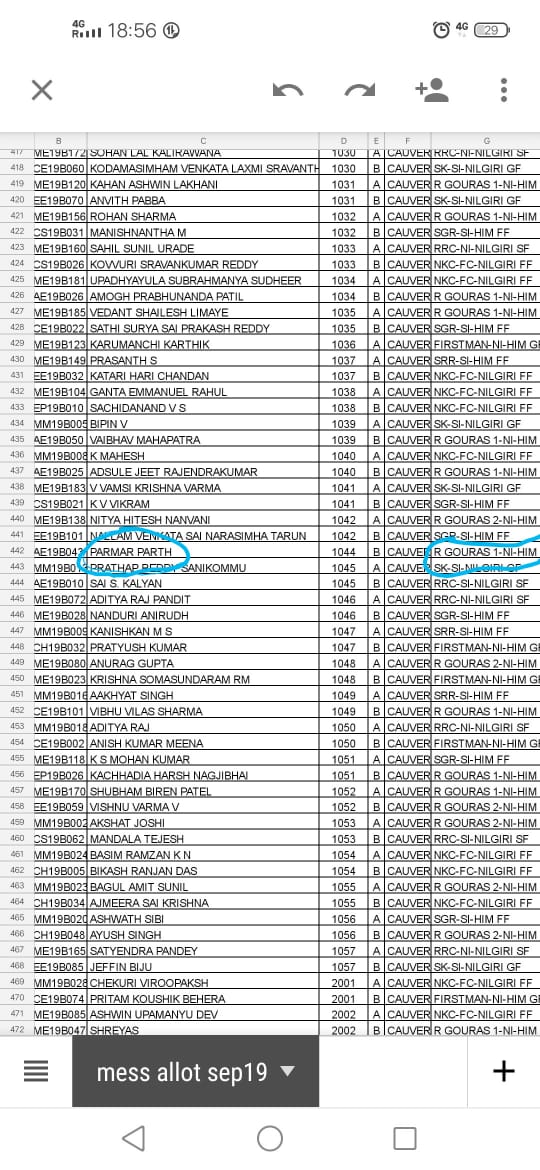 4G R 18:56 4G 29
B C D E F G
417 ME19B172 SOHAN LAL KALIRAWANA 1030 A CAUVER RRC-NI-NILGIRI SF
418 CE19B060 KODAMASIMHAM VENKATA LAXMI SRAVANTH 1030 B CAUVER SK-SI-NILGIRI GF
419 ME19B120 KAHAN ASHWIN LAKHANI 1031 A CAUVER R GOURAS 1-NI-HIM
420 EE19B070 ANVITH PABBA 1031 B CAUVER SK-SI-NILGIRI GF
421 ME19B156 ROHAN SHARMA 1032 A CAUVER R GOURAS 1-NI-HIM
422 CS19B031 MANISHNANTHA M 1032 B CAUVER SGR-SI-HIM FF
423 ME19B160 SAHIL SUNIL URADE 1033 A CAUVER RRC-NI-NILGIRI SF
424 CS19B026 KOVVURI SRAVANKUMAR REDDY 1033 B CAUVER NKC-FC-NILGIRI FF
425 ME19B181 UPADHYAYULA SUBRAHMANYA SUDHEER 1034 A CAUVER NKC-FC-NILGIRI FF
426 AE19B026 AMOGH PRABHUNANDA PATIL 1034 B CAUVER R GOURAS 1-NI-HIM
427 ME19B185 VEDANT SHAILESH LIMAYE 1035 A CAUVER R GOURAS 1-NI-HIM
428 CE19B022 SATHI SURYA SAI PRAKASH REDDY 1035 B CAUVER SGR-SI-HIM FF
429 ME19B123 KARUMANCHI KARTHIK 1036 A CAUVER FIRSTMAN-NI-HIM GF
430 ME19B149 PRASANTH S 1037 A CAUVER SRR-SI-HIM FF
431 EE19B032 KATARI HARI CHANDAN 1037 B CAUVER NKC-FC-NILGIRI FF
432 ME19B104 GANTA EMMANUEL RAHUL 1038 A CAUVER NKC-FC-NILGIRI FF
433 EP19B010 SACHIDANAND V S 1038 B CAUVER NKC-FC-NILGIRI FF
434 MM19B005 BIPIN V 1039 A CAUVER SK-SI-NILGIRI GF
435 AE19B050 VAIBHAV MAHAPATRA 1039 B CAUVER R GOURAS 1-NI-HIM
436 MM19B008 K MAHESH 1040 A CAUVER NKC-FC-NILGIRI FF
437 AE19B025 ADSULE JEET RAJENDRAKUMAR 1040 B CAUVER R GOURAS 1-NI-HIM
438 ME19B183 V VAMSI KRISHNA VARMA 1041 A CAUVER SK-SI-NILGIRI GF
439 CS19B021 K V VIKRAM 1041 B CAUVER SGR-SI-HIM FF
440 ME19B138 NITYA HITESH NANVANI 1042 A CAUVER R GOURAS 2-NI-HIM
441 EE19B101 NALLAM VENKATA SAI NARASIMHA TARUN 1042 B CAUVER SGR-SI-HIM FF
442 PARMAR PARTH 1044 B CAUVER R GOURAS 1-NI-HIM
443 PRATHAP REDDY SANIKOMMU 1045 A CAUVER SK-SI-NILGIRI GF
444 AE19B010 SAI S. KALYAN 1045 B CAUVER RRC-SI-NILGIRI SF
445 ME19B072 ADITYA RAJ PANDIT 1046 A CAUVER RRC-NI-NILGIRI SF
446 ME19B028 NANDURI ANIRUDH 1046 B CAUVER SGR-SI-HIM FF
447 MM19B009 KANISHKAN M S 1047 A CAUVER SRR-SI-HIM FF
448 CH19B032 PRATYUSH KUMAR 1047 B CAUVER FIRSTMAN-NI-HIM GF
449 ME19B080 ANURAG GUPTA 1048 A CAUVER R GOURAS 2-NI-HIM
450 ME19B023 KRISHNA SOMASUNDARAM RM 1048 B CAUVER FIRSTMAN-NI-HIM GF
451 MM19B016 AAKHYAT SINGH 1049 A CAUVER SRR-SI-HIM FF
452 CE19B101 VIBHU VILAS SHARMA 1049 B CAUVER R GOURAS 1-NI-HIM
453 MM19B018 ADITYA RAJ 1050 A CAUVER RRC-NI-NILGIRI SF
454 CE19B002 ANISH KUMAR MEENA 1050 B CAUVER FIRSTMAN-NI-HIM GF
455 ME19B118 K S MOHAN KUMAR 1051 A CAUVER SGR-SI-HIM FF
456 EP19B026 KACHHADIA HARSH NAGJIBHAI 1051 B CAUVER R GOURAS 1-NI-HIM
457 ME19B170 SHUBHAM BIREN PATEL 1052 A CAUVER R GOURAS 1-NI-HIM
458 EE19B059 VISHNU VARMA V 1052 B CAUVER R GOURAS 2-NI-HIM
459 MM19B002 AKSHAT JOSHI 1053 A CAUVER R GOURAS 2-NI-HIM
460 CS19B062 MANDALA TEJESH 1053 B CAUVER RRC-SI-NILGIRI SF
461 MM19B024 BASIM RAMZAN K N 1054 A CAUVER NKC-FC-NILGIRI FF
462 CH19B005 BIKASH RANJAN DAS 1054 B CAUVER NKC-FC-NILGIRI FF
463 MM19B023 BAGUL AMIT SUNIL 1055 A CAUVER R GOURAS 2-NI-HIM
464 CH19B034 AJMEERA SAI KRISHNA 1055 B CAUVER NKC-FC-NILGIRI FF
465 MM19B020 ASHWATH SIBI 1056 A CAUVER SGR-SI-HIM FF
466 CH19B048 AYUSH SINGH 1056 B CAUVER R GOURAS 2-NI-HIM
467 ME19B165 SATYENDRA PANDEY 1057 A CAUVER RRC-NI-NILGIRI SF
468 EE19B085 JEFFIN BIJU 1057 B CAUVER SK-SI-NILGIRI GF
469 MM19B028 CHEKURI VIROOPAKSH 2001 A CAUVER NKC-FC-NILGIRI FF
470 CE19B074 PRITAM KOUSHIK BEHERA 2001 B CAUVER FIRSTMAN-NI-HIM GF
471 ME19B085 ASHWIN UPAMANYU DEV 2002 A CAUVER NKC-FC-NILGIRI FF
472 ME19B047 SHREYAS 2002 B CAUVER R GOURAS 1-NI-HIM
mess allot sep19